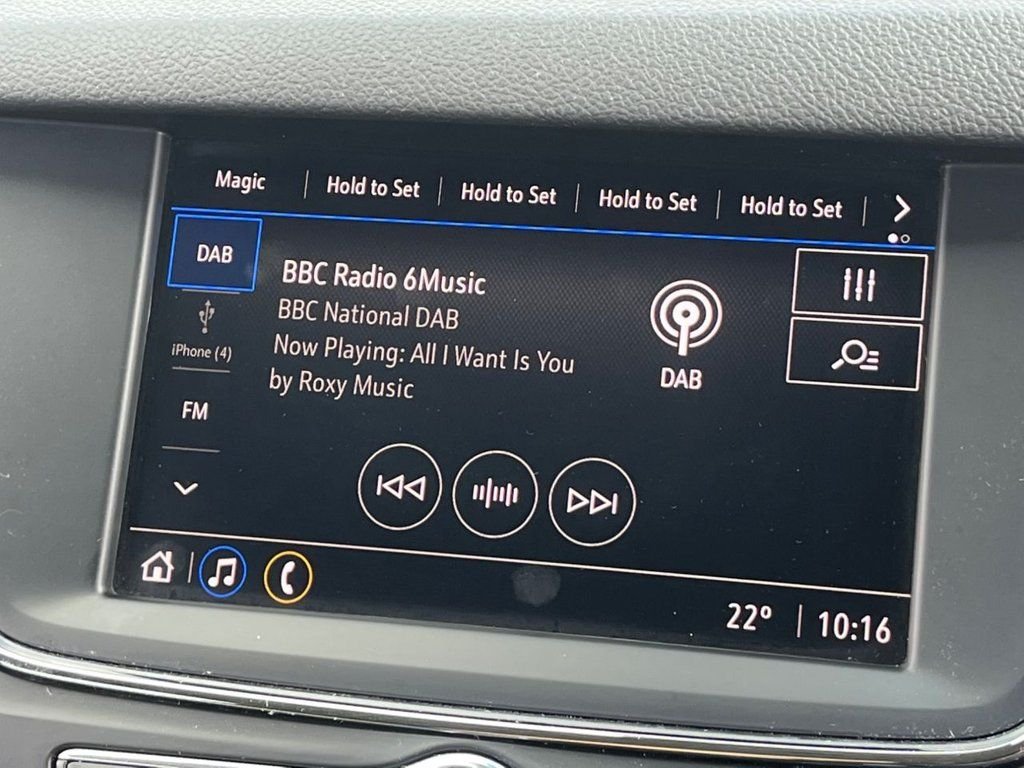 Magic
Hold to Set
Hold to Set
Hold to Set
Hold to Set
DAB
BBC Radio 6Music
BBC National DAB
Now Playing: All I Want Is You
by Roxy Music
DAB
iPhone (4)
FM
22°
10:16